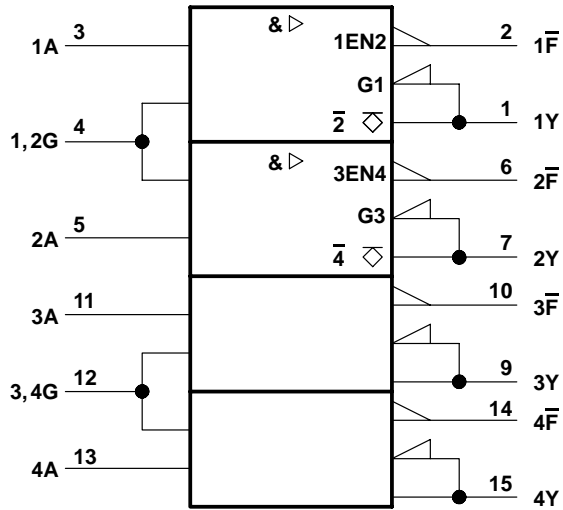 & ▷
3
1A
1EN2
2
1F̅
G1
4
1, 2G
2̅
1
1Y
& ▷
3EN4
6
2F̅
G3
5
2A
4̅
7
2Y
11
3A
10
3F̅
12
3, 4G
9
3Y
14
4F̅
13
4A
15
4Y